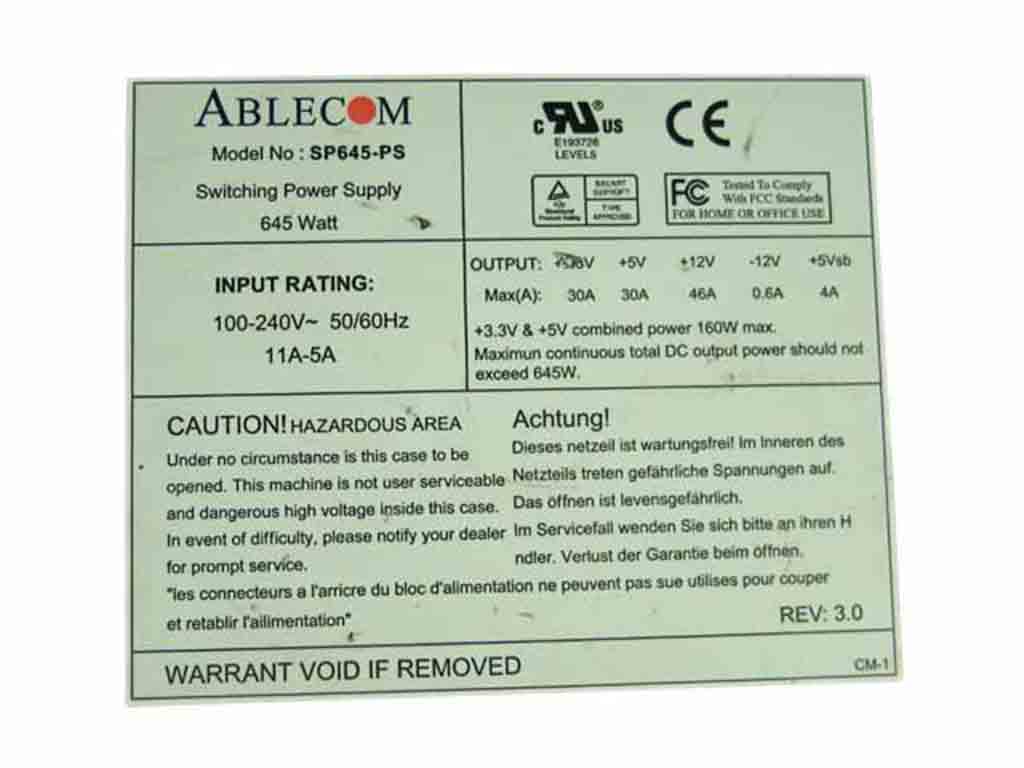 ABLECOM
Model No : SP645-PS
Switching Power Supply
645 Watt
C RU ® US
E193726
LEVELS
CE
TYPE
APPROVED
FC Tested To Comply
With FCC Standards
FOR HOME OR OFFICE USE
INPUT RATING:
100-240V~ 50/60Hz
11A-5A
OUTPUT: +5V +12V -12V +5Vsb
Max(A): 30A 30A 46A 0.6A 4A
+3.3V & +5V combined power 160W max.
Maximun continuous total DC output power should not
exceed 645W.
CAUTION! HAZARDOUS AREA
Under no circumstance is this case to be
opened. This machine is not user serviceable
and dangerous high voltage inside this case.
In event of difficulty, please notify your dealer
for prompt service.
Achtung!
Dieses netzeil ist wartungsfrei! Im Inneren des
Netzteils treten gefährliche Spannungen auf.
Das öffnen ist levensgefährlich.
Im Servicefall wenden Sie sich bitte an ihren H
ndler. Verlust der Garantie beim öffnen.
"les connecteurs a l'arricre du bloc d'alimentation ne peuvent pas sue utilises pour couper
et retablir l'ailimentation"
REV: 3.0
WARRANT VOID IF REMOVED
CM-1